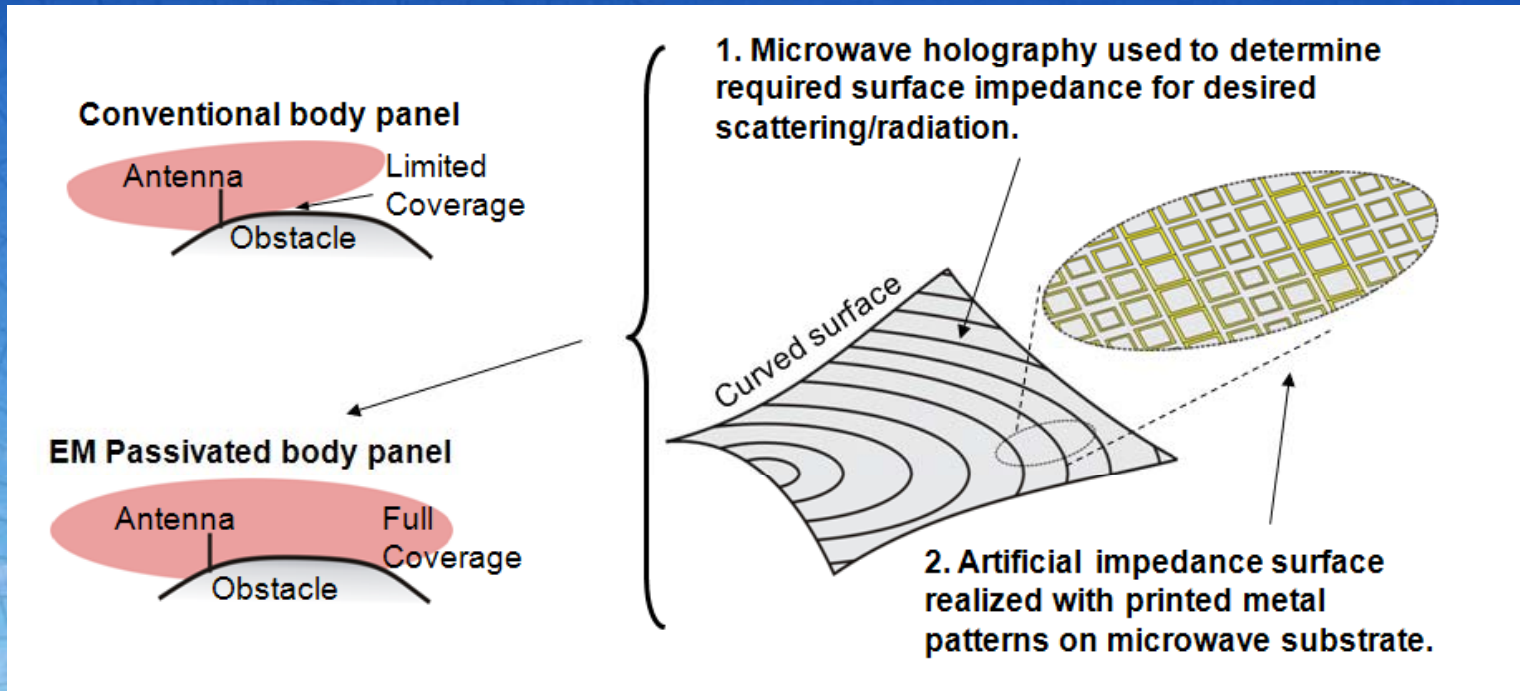 Conventional body panel
Antenna
Limited
Coverage
Obstacle
EM Passivated body panel
Antenna
Full
Coverage
Obstacle
1. Microwave holography used to determine
required surface impedance for desired
scattering/radiation.
Curved surface
2. Artificial impedance surface
realized with printed metal
patterns on microwave substrate.